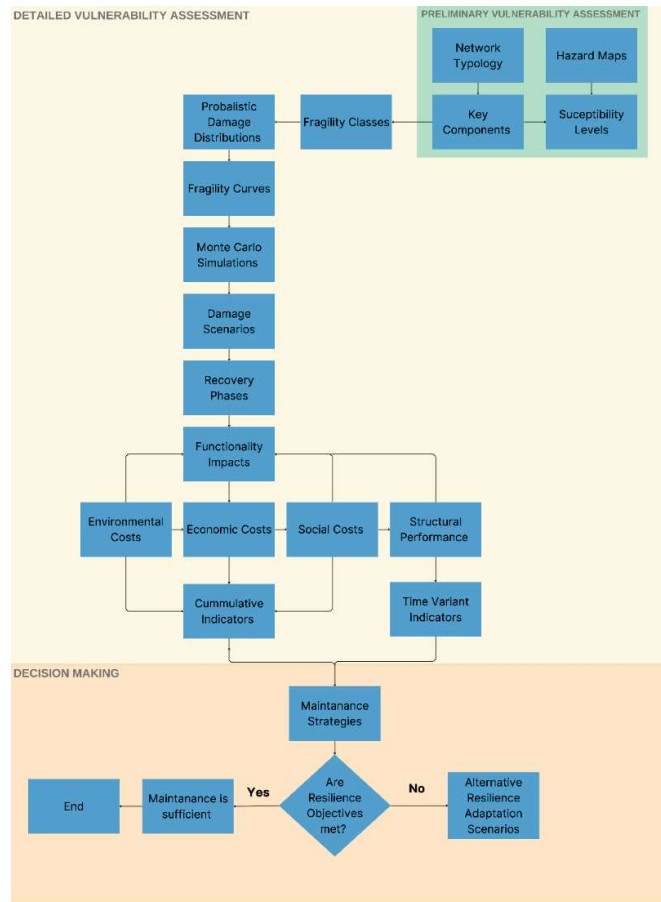 DETAILED VULNERABILITY ASSESSMENT
PRELIMINARY VULNERABILITY ASSESSMENT
Network
Typology
Hazard Maps
Probalistic
Damage
Distributions
Fragility Classes
Key
Components
Suceptibility
Levels
Fragility Curves
Monte Carlo
Simulations
Damage
Scenarios
Recovery
Phases
Functionality
Impacts
Environmental
Costs
Economic Costs
Social Costs
Structural
Performance
Cummulative
Indicators
Time Variant
Indicators
DECISION MAKING
Maintanance
Strategies
Are
Resilience
Objectives
met?
Yes
No
End
Maintanance is
sufficient
Alternative
Resilience
Adaptation
Scenarios